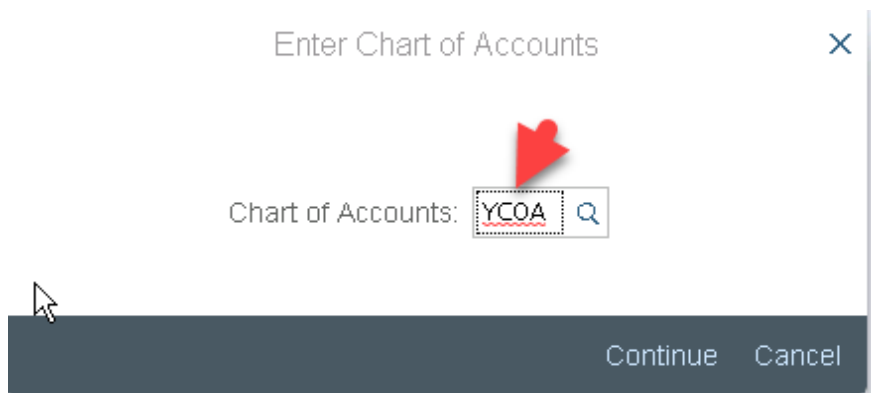 Enter Chart of Accounts
Chart of Accounts: YCOA
Continue Cancel